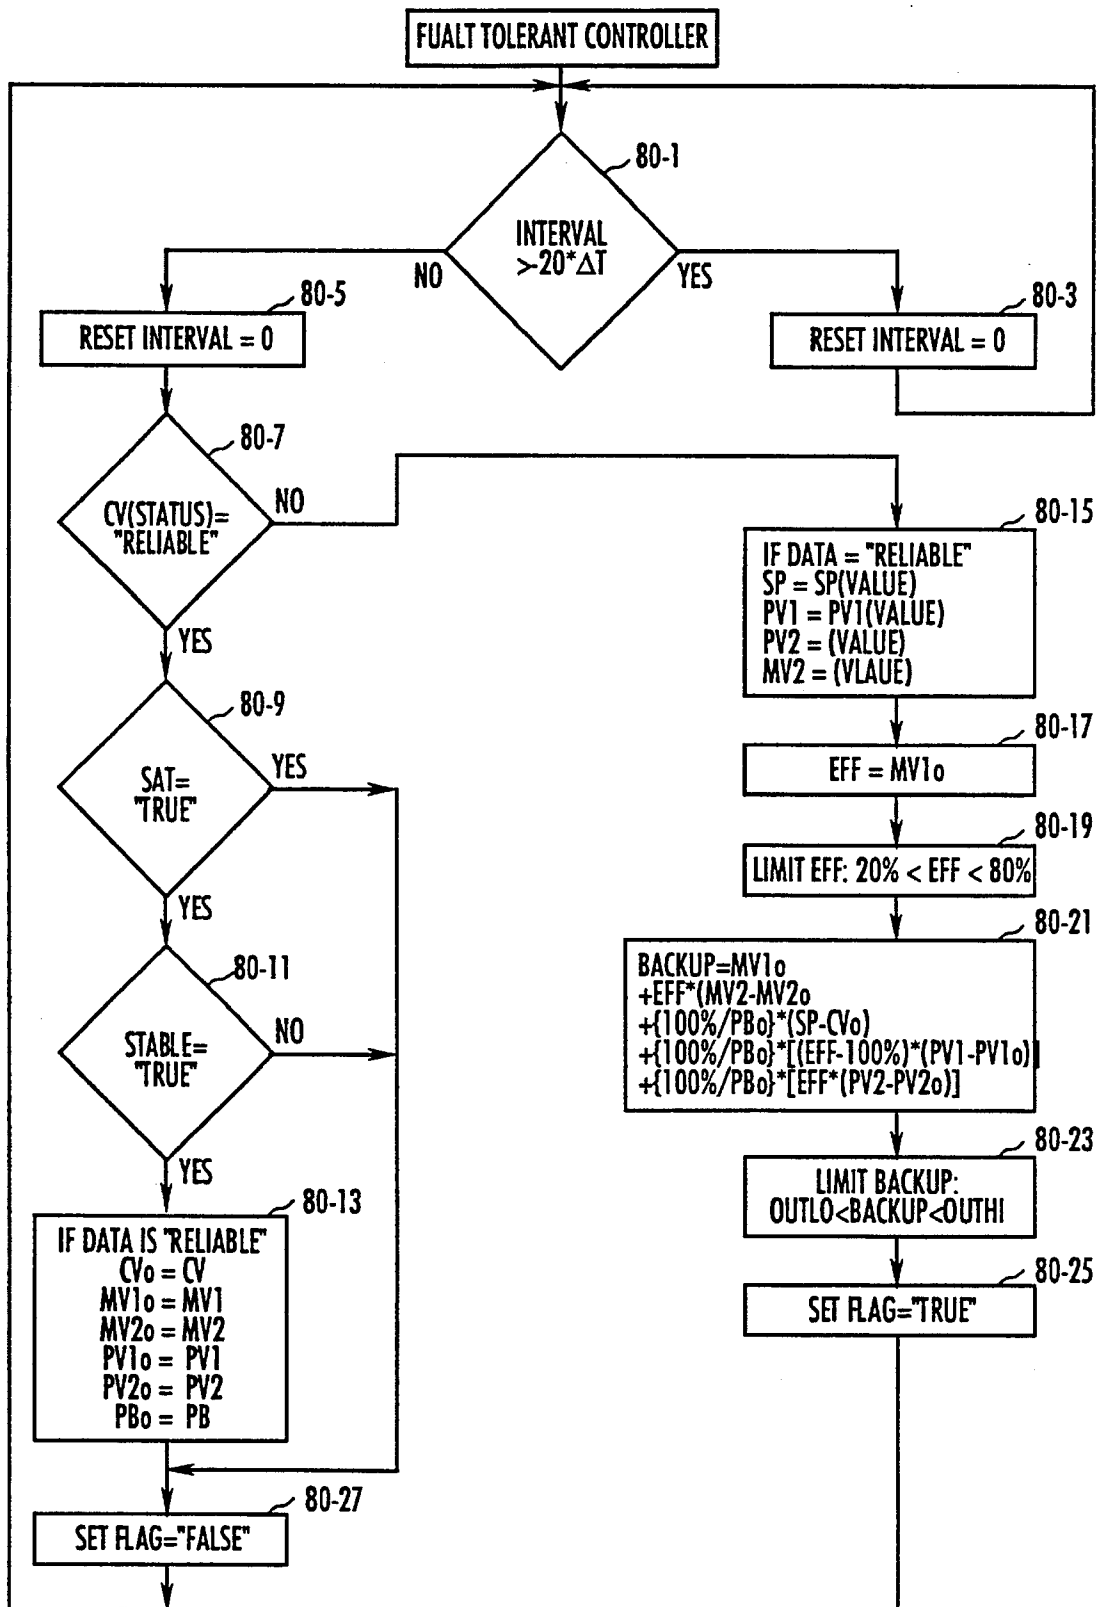 FUALT TOLERANT CONTROLLER
80-1
INTERVAL
>-20*ΔT
NO
YES
80-5
RESET INTERVAL = 0
80-3
RESET INTERVAL = 0
80-7
CV(STATUS)=
"RELIABLE"
NO
YES
80-15
IF DATA = "RELIABLE"
SP = SP(VALUE)
PV1 = PV1(VALUE)
PV2 = (VALUE)
MV2 = (VLAUE)
80-9
SAT=
"TRUE"
YES
YES
80-17
EFF = MV1o
80-19
LIMIT EFF: 20% < EFF < 80%
80-11
STABLE=
"TRUE"
NO
YES
80-21
BACKUP=MV1o
+EFF*(MV2-MV2o
+{100%/PBo}*(SP-CVo)
+{100%/PBo}*[(EFF-100%)*(PV1-PV1o)]
+{100%/PBo}*[EFF*(PV2-PV2o)]
80-23
LIMIT BACKUP:
OUTLO<BACKUP<OUTHI
80-13
IF DATA IS "RELIABLE"
CVo = CV
MV1o = MV1
MV2o = MV2
PV1o = PV1
PV2o = PV2
PBo = PB
80-25
SET FLAG="TRUE"
80-27
SET FLAG="FALSE"